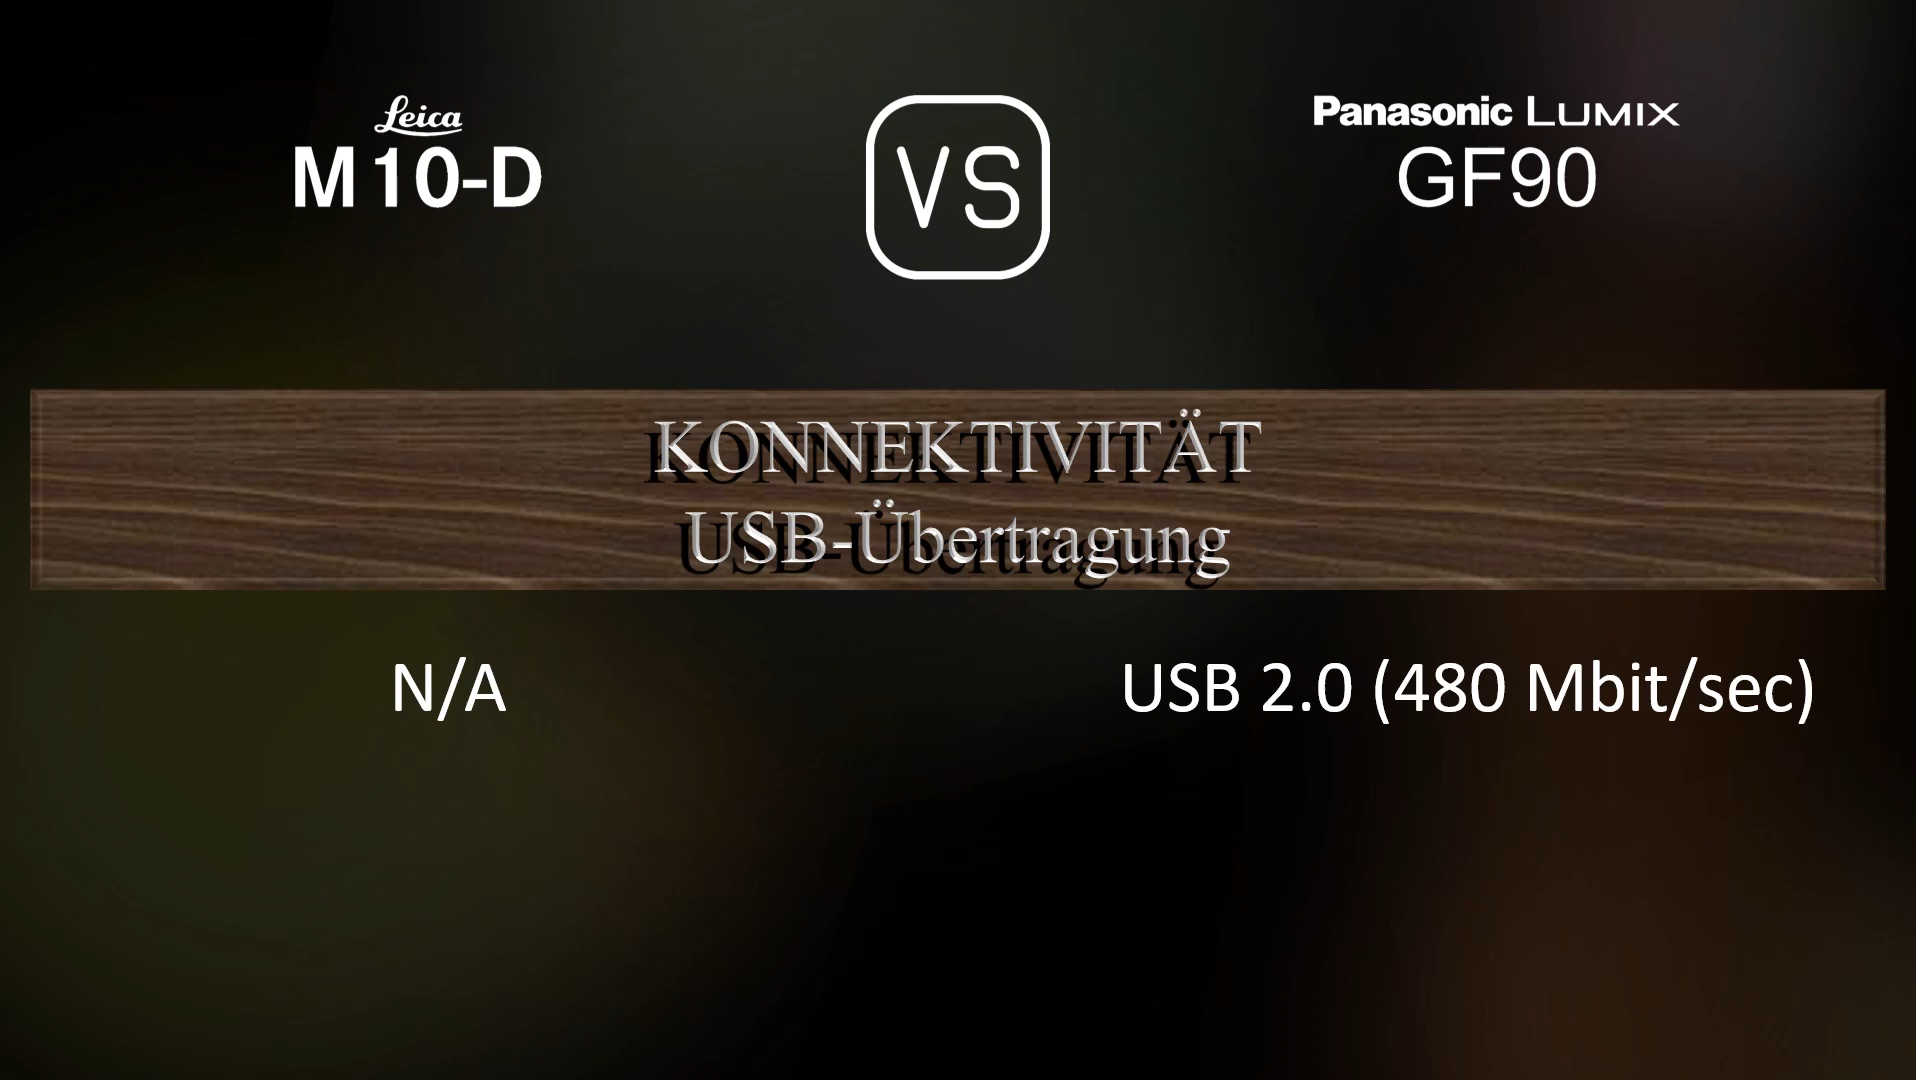 Leica
M10-D
VS
Panasonic LUMIX
GF90
KONNEKTIVITÄT
USB-Übertragung
N/A
USB 2.0 (480 Mbit/sec)